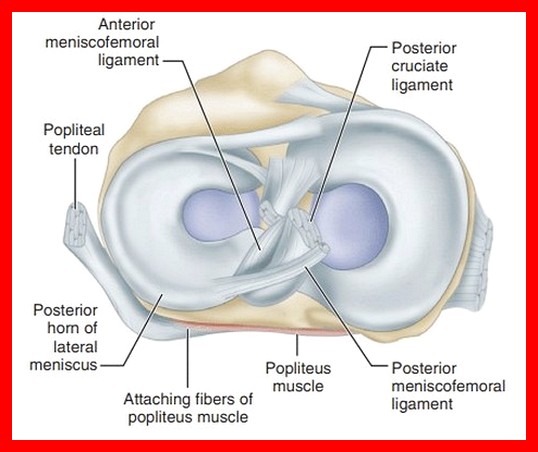 Anterior
meniscofemoral
ligament
Posterior
cruciate
ligament
Popliteal
tendon
Posterior
horn of
lateral
meniscus
Attaching fibers of
popliteus muscle
Popliteus
muscle
Posterior
meniscofemoral
ligament